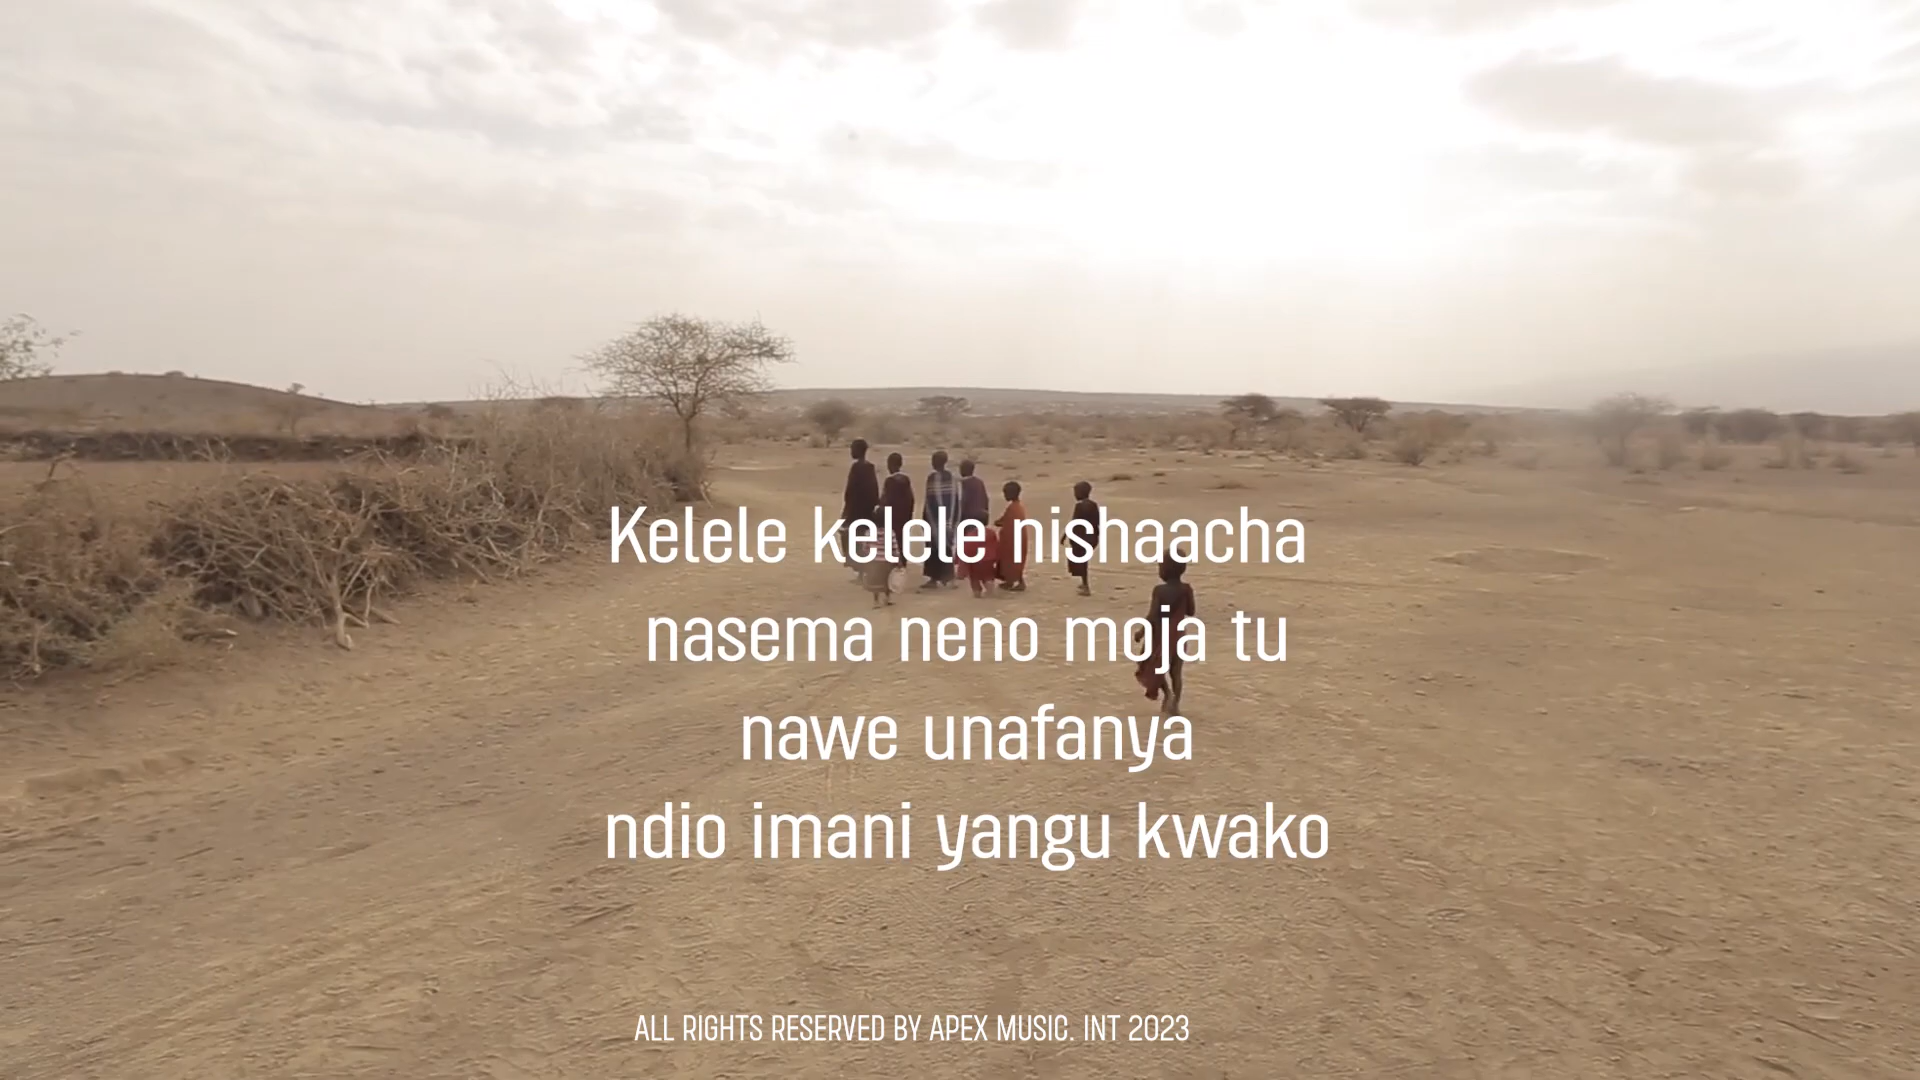 Kelele kelele nishaacha
nasema neno moja tu
nawe unafanya
ndio imani yangu kwako
ALL RIGHTS RESERVED BY APEX MUSIC. INT 2023